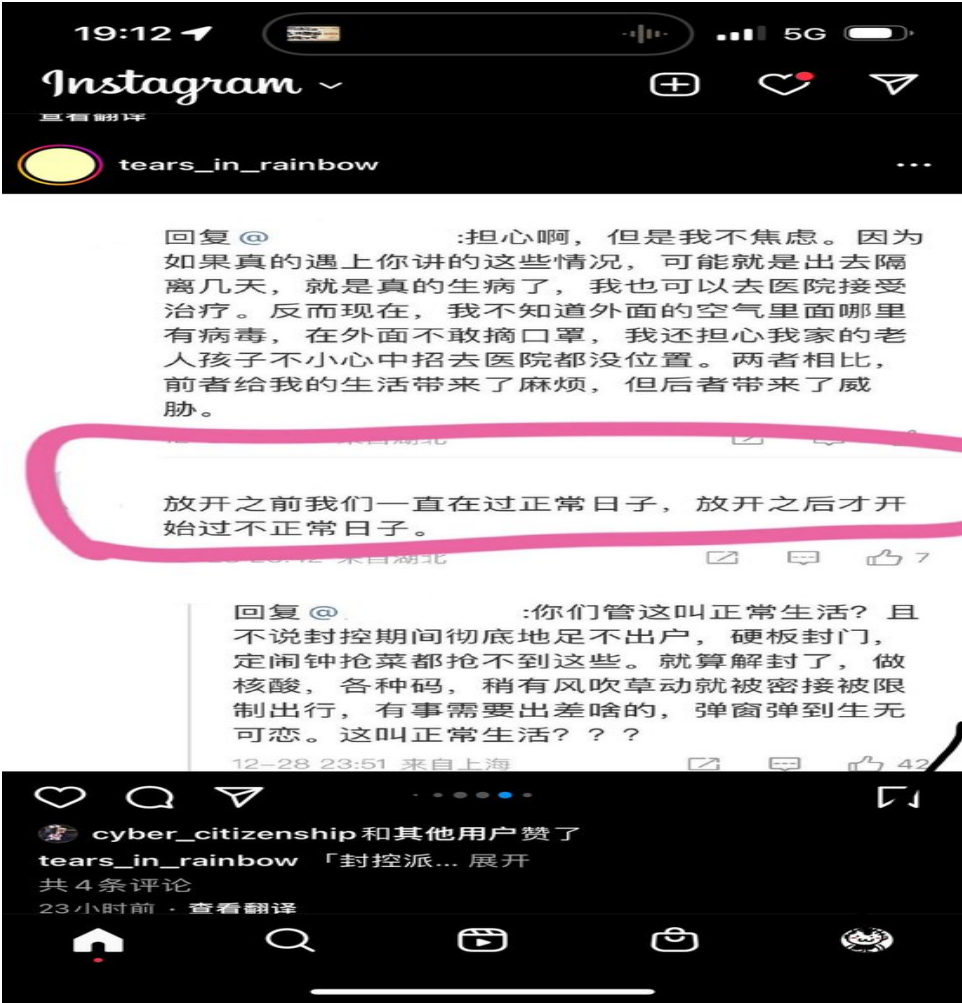 19:12
5G
Instagram
查看翻译
tears_in_rainbow
回复@ :担心啊，但是我不焦虑。因为
如果真的遇上你讲的这些情况，可能就是出去隔
离几天，就是真的生病了，我也可以去医院接受
治疗。反而现在，我不知道外面的空气里面哪里
有病毒，在外面不敢摘口罩，我还担心我家的老
人孩子不小心中招去医院都没位置。两者相比，
前者给我的生活带来了麻烦，但后者带来了威
胁。
来自湖北
放开之前我们一直在过正常日子，放开之后才开
始过不正常日子。
来自湖北 7
回复@ :你们管这叫正常生活？且
不说封控期间彻底地足不出户，硬板封门，
定闹钟抢菜都抢不到这些。就算解封了，做
核酸，各种码，稍有风吹草动就被密接被限
制出行，有事需要出差啥的，弹窗弹到生无
可恋。这叫正常生活？？？
12-28 23:51 来自上海 42
cyber_citizenship和其他用户赞了
tears_in_rainbow 「封控派... 展开
共4条评论
23小时前 · 查看翻译